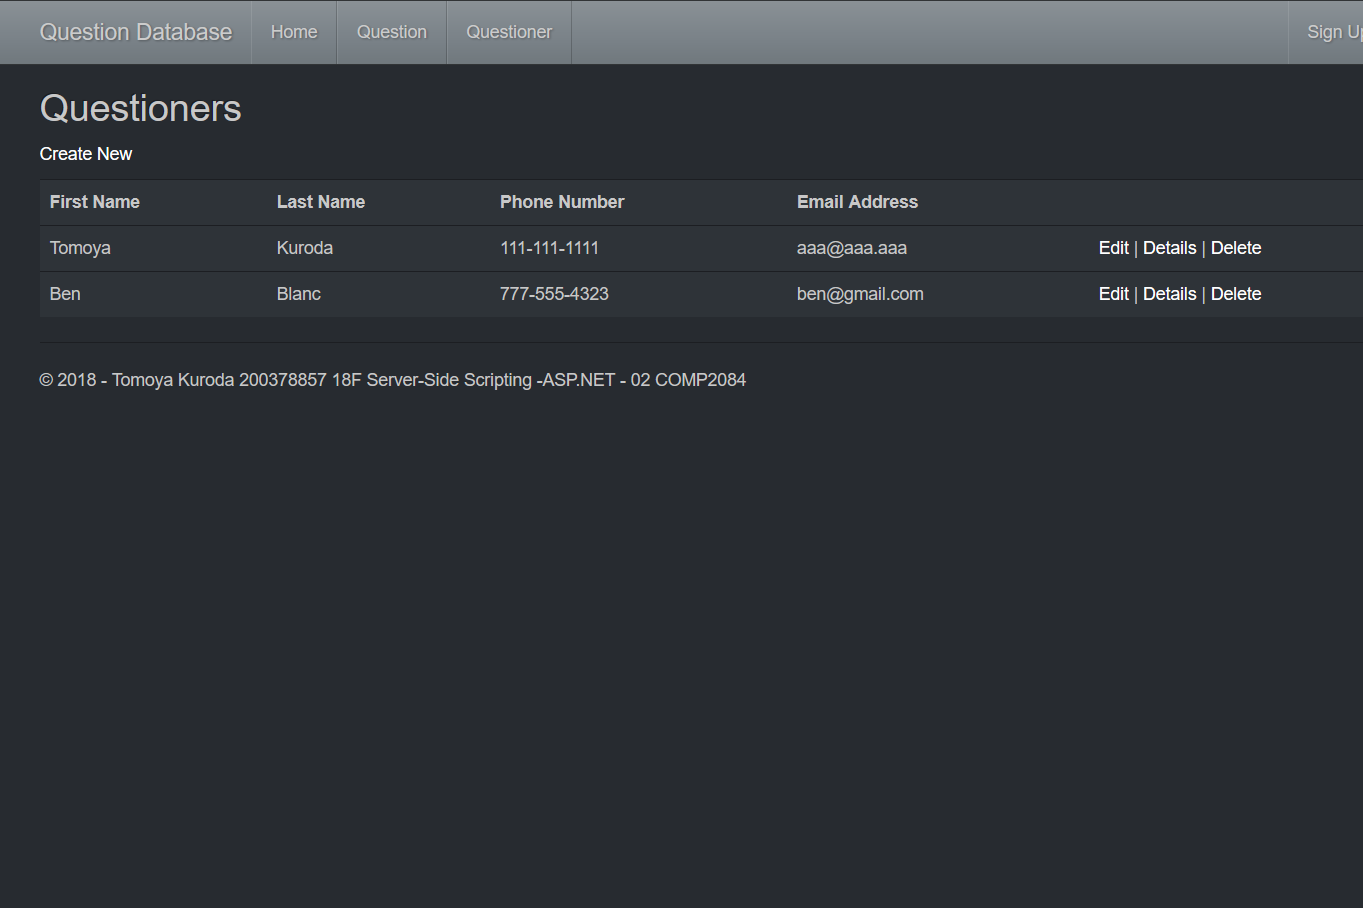 Question Database Home Question Questioner Sign Up
Questioners
Create New
First Name Last Name Phone Number Email Address
Tomoya Kuroda 111-111-1111 aaa@aaa.aaa Edit | Details | Delete
Ben Blanc 777-555-4323 ben@gmail.com Edit | Details | Delete
© 2018 - Tomoya Kuroda 200378857 18F Server-Side Scripting -ASP.NET - 02 COMP2084